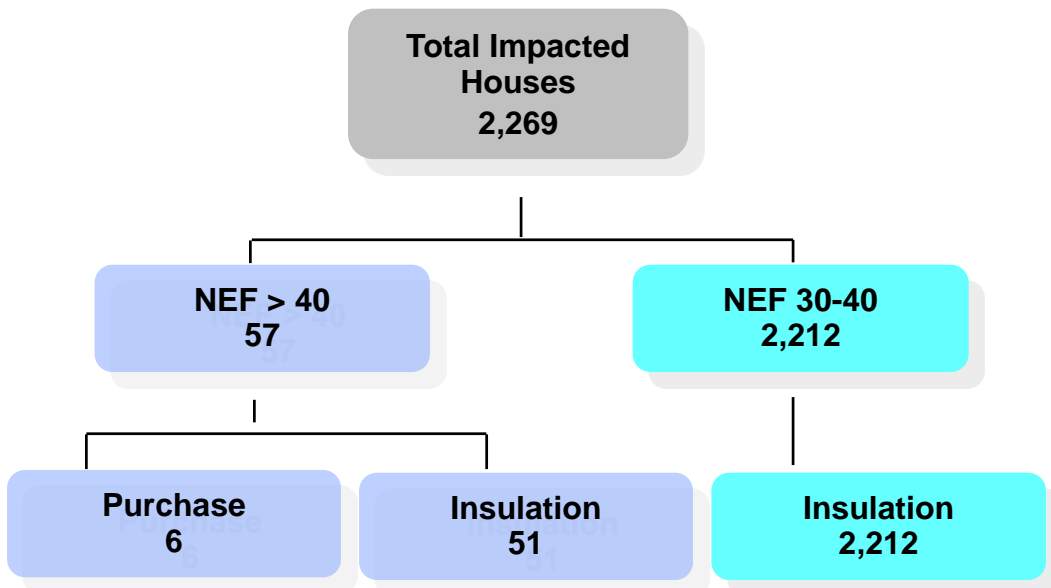 Total Impacted
Houses
2,269
NEF > 40
57
NEF 30-40
2,212
Purchase
6
Insulation
51
Insulation
2,212